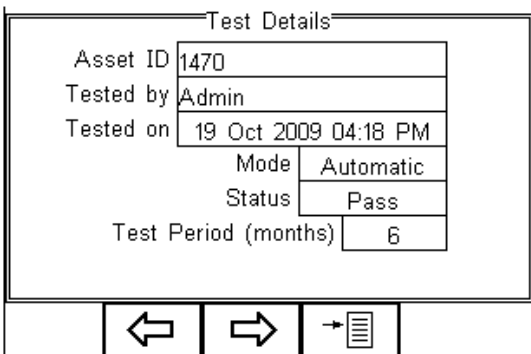 Test Details
Asset ID 1470
Tested by Admin
Tested on 19 Oct 2009 04:18 PM
Mode Automatic
Status Pass
Test Period (months) 6